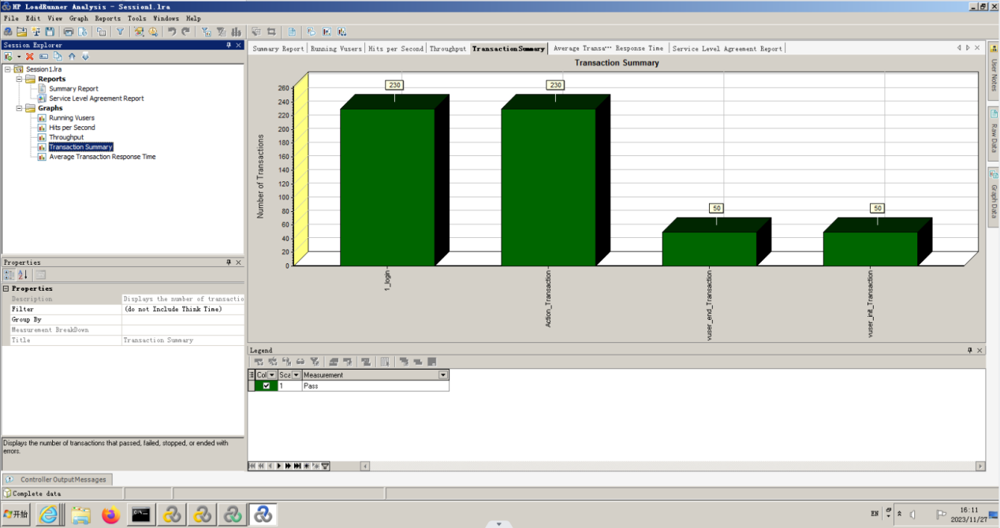 HP LoadRunner Analysis - Session1.lra
File Edit View Graph Reports Tools Windows Help
Session Explorer
Session1.lra
Reports
Summary Report
Service Level Agreement Report
Graphs
Running Vusers
Hits per Second
Throughput
Transaction Summary
Average Transaction Response Time
Properties
Properties
Description Displays the number of transactio
Filter (do not Include Think Time)
Group By
Measurement BreakDown
Title Transaction Summary
Displays the number of transactions that passed, failed, stopped, or ended with
errors.
Summary Report Running Vusers Hits per Second Throughput Transaction Summary Average Transa... Response Time Service Level Agreement Report
Transaction Summary
Number of Transactions
260
240
220
200
180
160
140
120
100
80
60
40
20
0
230
230
50
50
1_login
Action_Transaction
vuser_end_Transaction
vuser_init_Transaction
User Notes
Raw Data
Graph Data
Legend
Col Sca Measurement
1 Pass
Controller Output Messages
Complete data
开始
EN
16:11
2023/11/27